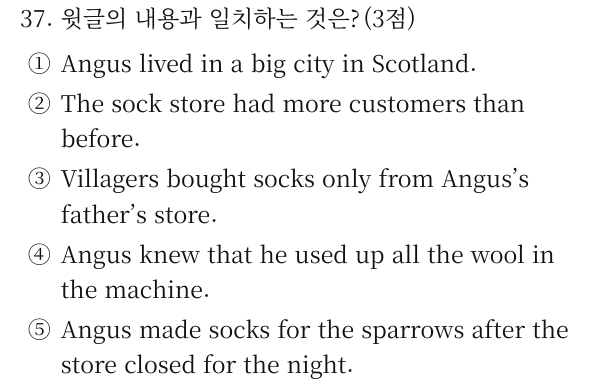 37. 윗글의 내용과 일치하는 것은?(3점)
① Angus lived in a big city in Scotland.
② The sock store had more customers than
before.
③ Villagers bought socks only from Angus’s
father’s store.
④ Angus knew that he used up all the wool in
the machine.
⑤ Angus made socks for the sparrows after the
store closed for the night.